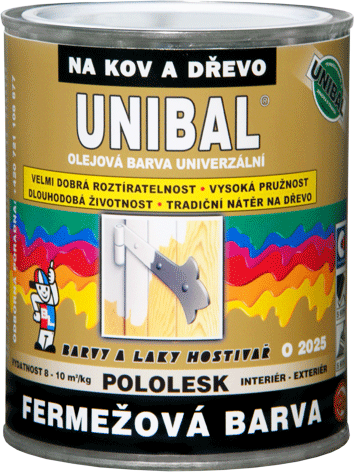 NA KOV A DŘEVO
UNIBAL
UNIBAL®
OLEJOVÁ BARVA UNIVERZÁLNÍ
VELMI DOBRÁ ROZTÍRATELNOST • VYSOKÁ PRUŽNOST
DLOUHODOBÁ ŽIVOTNOST • TRADIČNÍ NÁTĚR NA DŘEVO
BL
BARVY A LAKY HOSTIVAŘ
O 2025
VYDATNOST 8 - 10 m²/kg
POLOLESK
INTERIÉR - EXTERIÉR
FERMEŽOVÁ BARVA